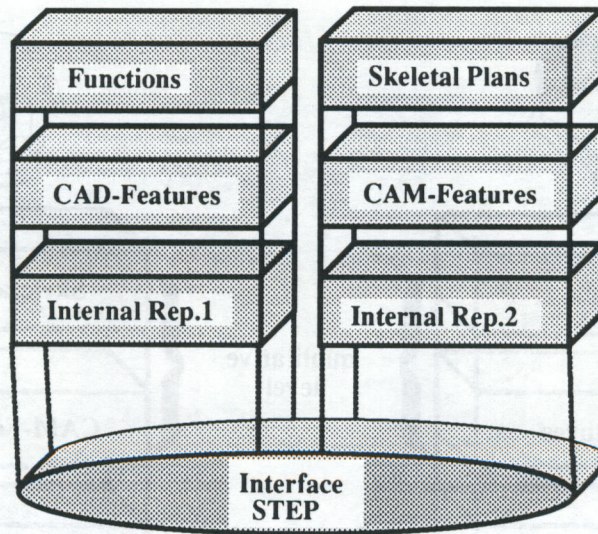 Functions
Skeletal Plans
CAD-Features
CAM-Features
Internal Rep.1
Internal Rep.2
Interface
STEP